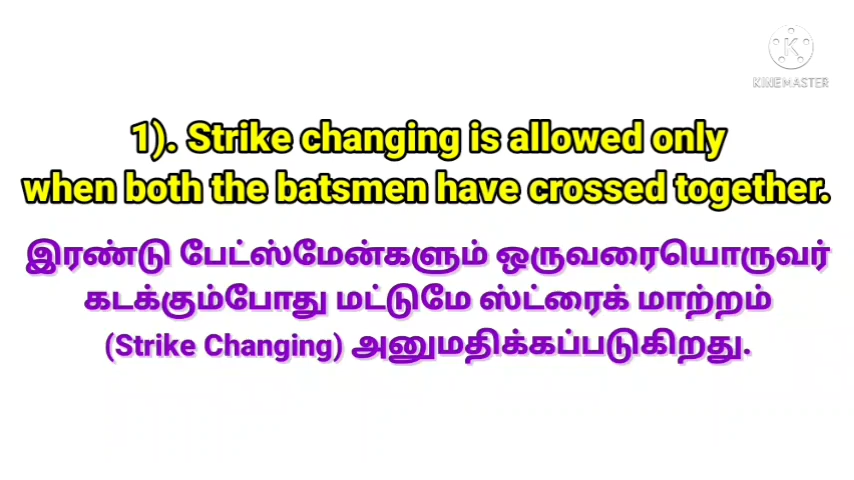 K
KINEMASTER
1). Strike changing is allowed only
when both the batsmen have crossed together.
இரண்டு பேட்ஸ்மேன்களும் ஒருவரையொருவர்
கடக்கும்போது மட்டுமே ஸ்ட்ரைக் மாற்றம்
(Strike Changing) அனுமதிக்கப்படுகிறது.